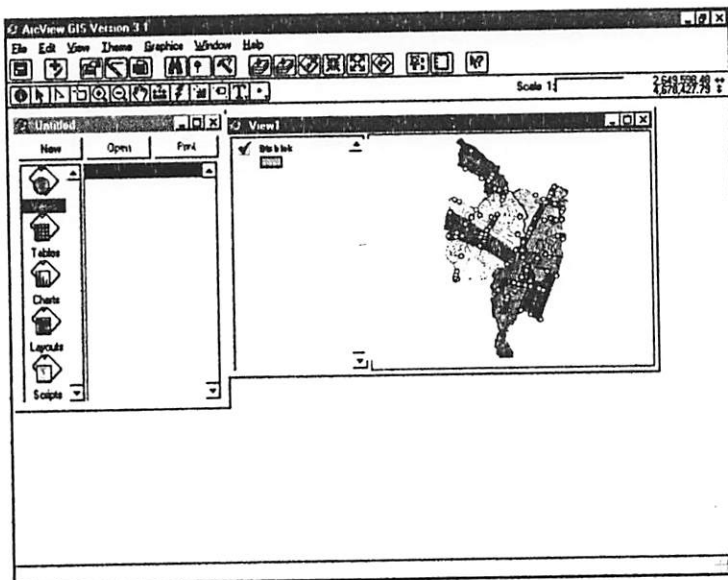 ArcView GIS Version 3.1
File Edit View Theme Graphics Window Help
Scale 1:
2,649,598.48
4,678,427.79
Untitled
New Open Print
Views
Tables
Charts
Layouts
Scripts
View1